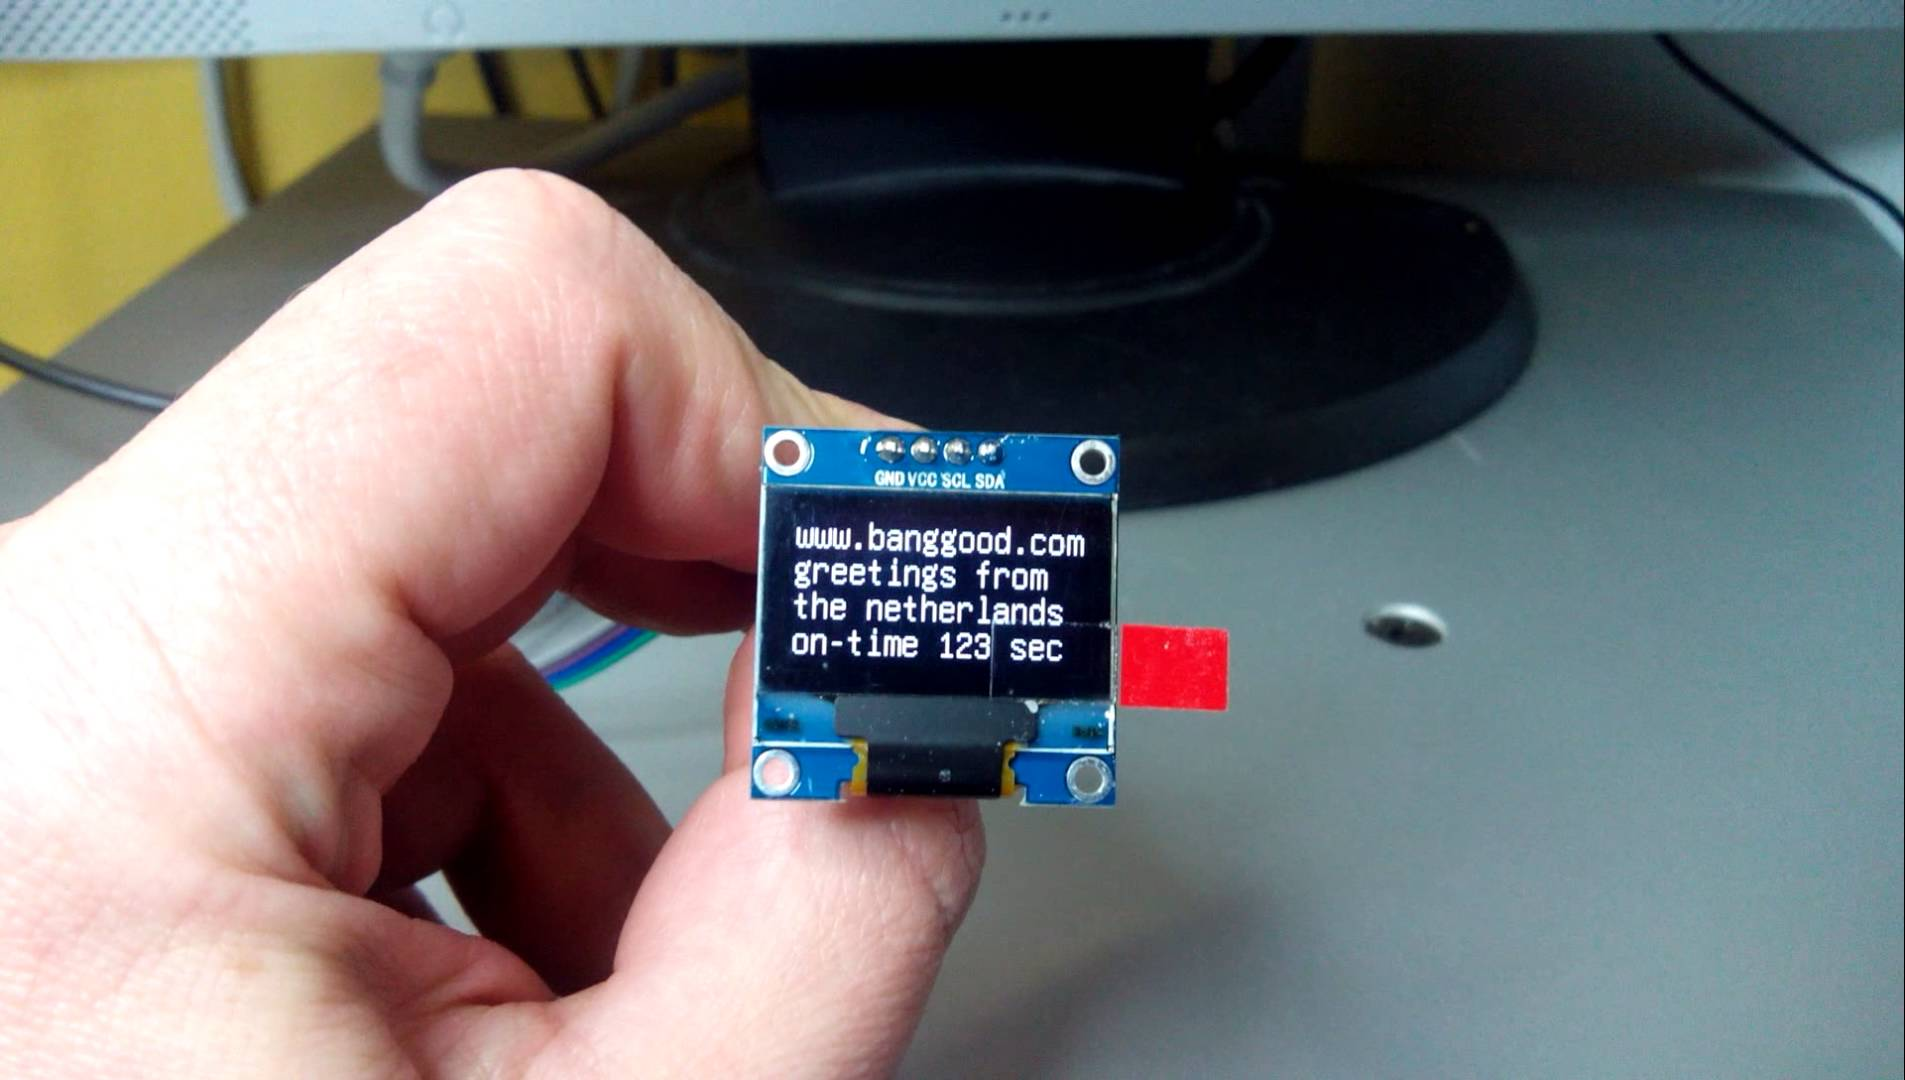 GND VCC SCL SDA
www.banggood.com
greetings from
the netherlands
on-time 123 sec